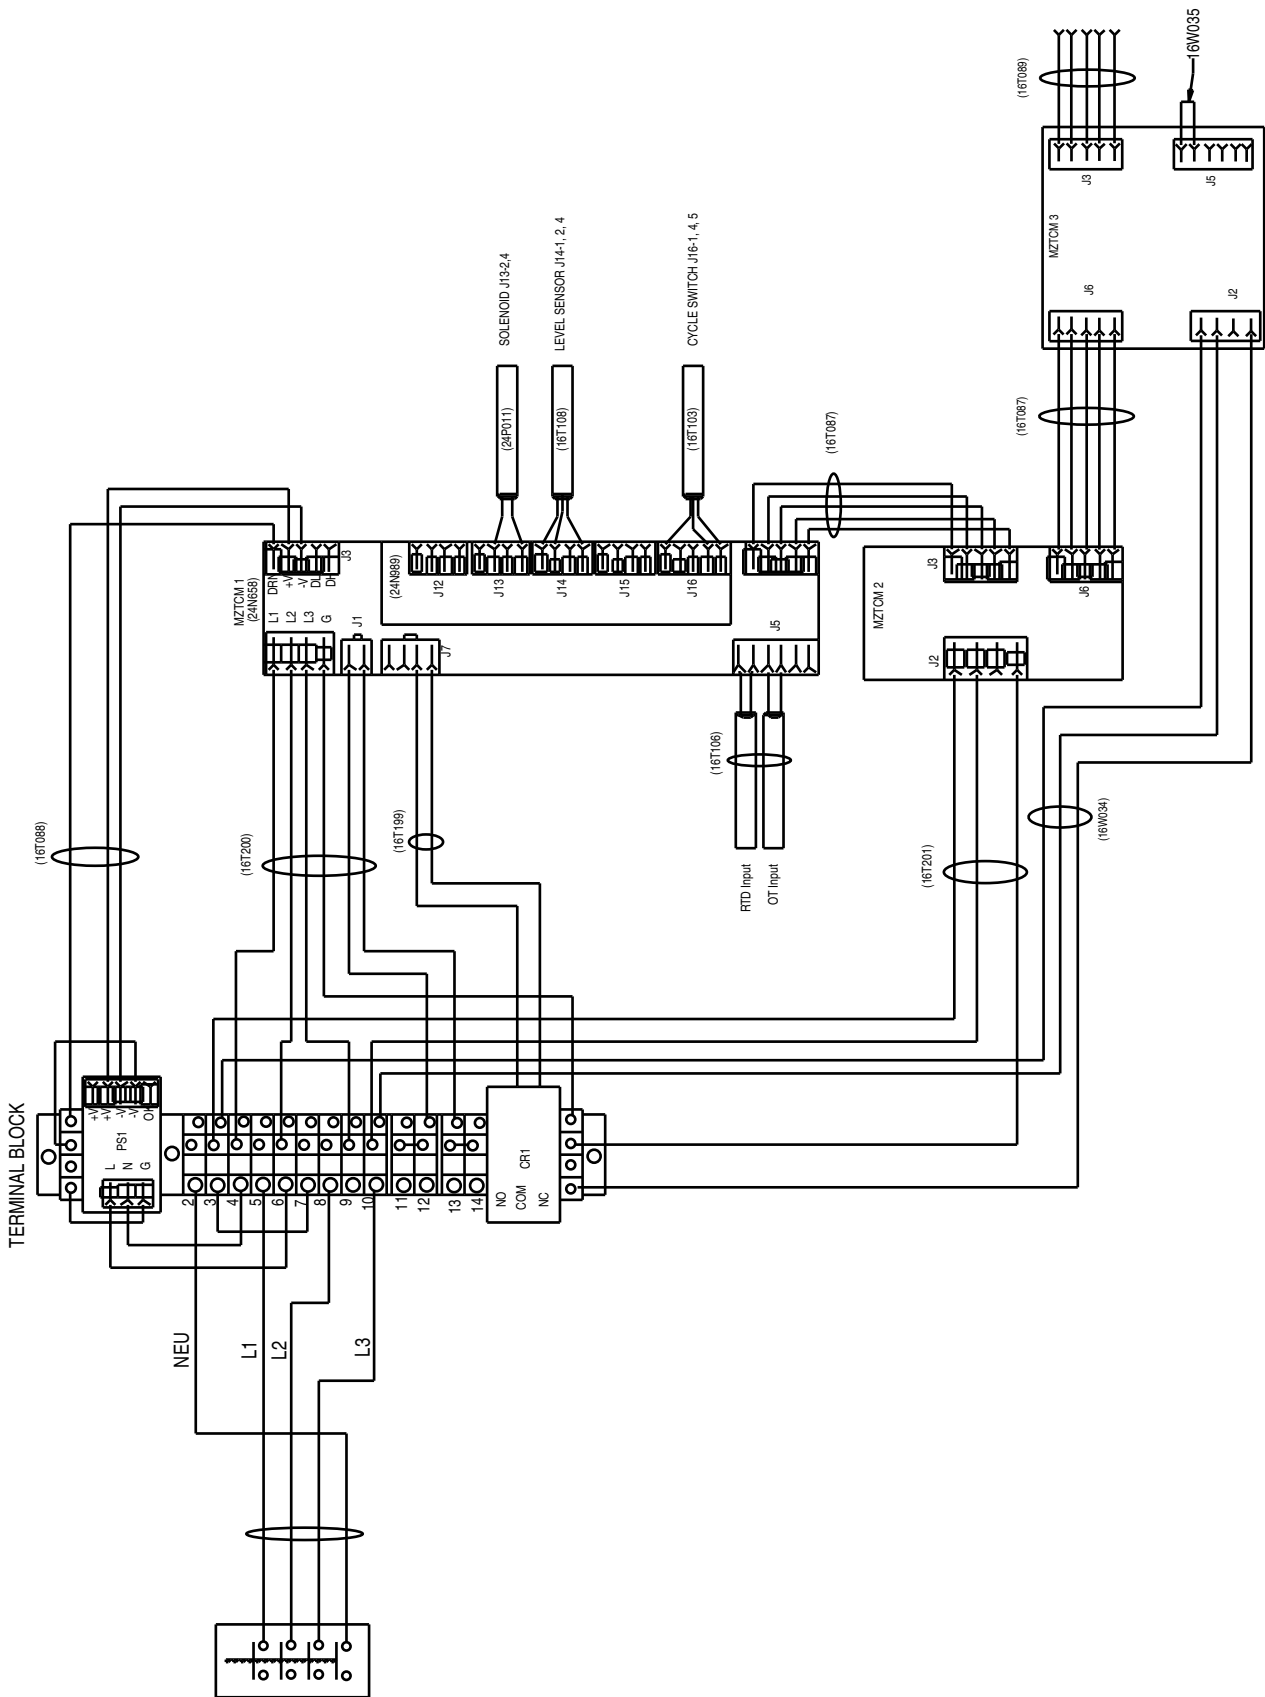 TERMINAL BLOCK
(16T088)
+V
+V
-V
-V
OK
PS1
L
N
G
2
3
4
5
6
7
8
9
10
11
12
13
14
NO
COM
NC
CR1
NEU
L1
L2
L3
(16T200)
(16T199)
MZTCM 1
(24N658)
DRN
+V
-V
DL
DH
J3
L1
L2
L3
G
J1
J7
(24N989)
J12
J13
J14
J15
J16
J5
(24P011)
SOLENOID J13-2,4
(16T108)
LEVEL SENSOR J14-1, 2, 4
(16T103)
CYCLE SWITCH J16-1, 4, 5
(16T087)
(16T106)
RTD Input
OT Input
MZTCM 2
J3
J6
J2
(16T201)
(16W034)
(16T087)
MZTCM 3
J3
J5
J6
J2
(16T089)
16W035